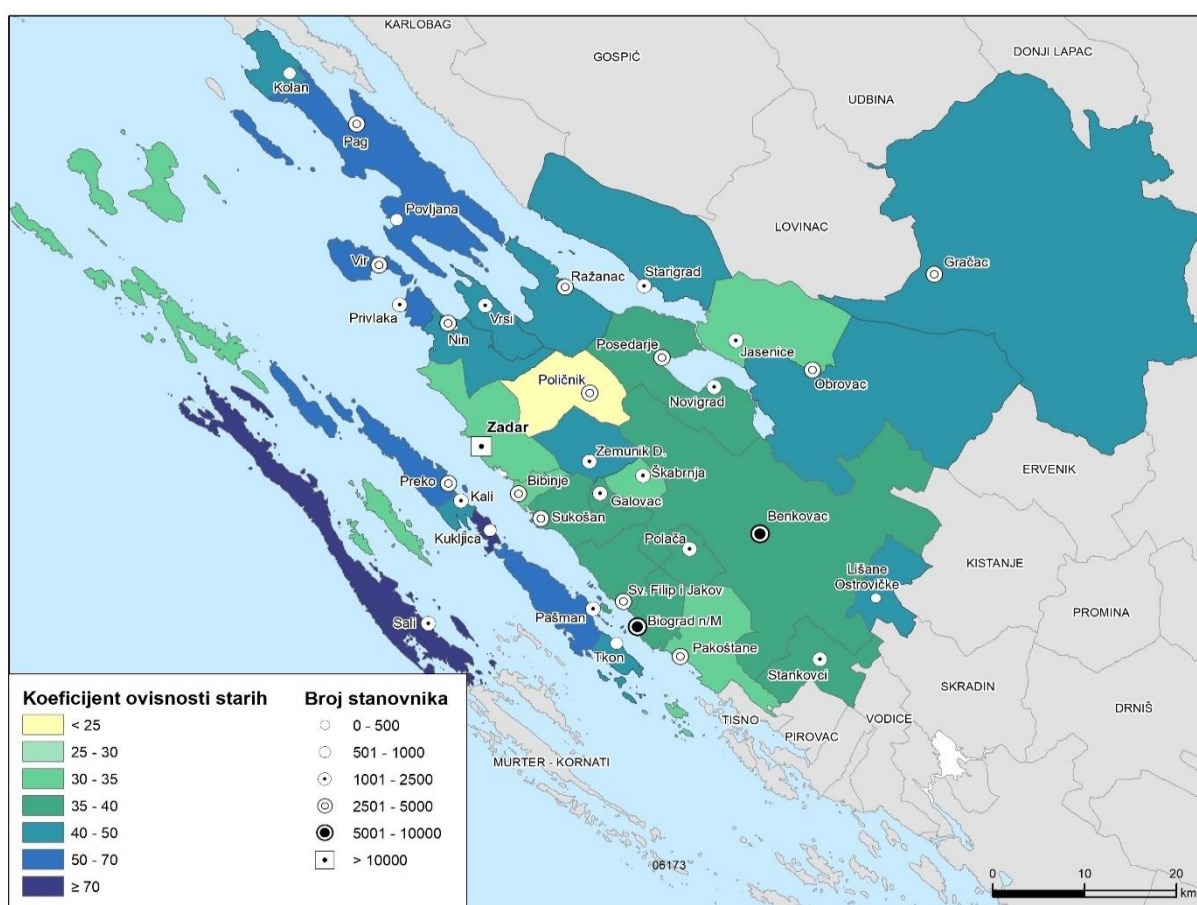 KARLOBAG
GOSPIĆ
DONJI LAPAC
UDBINA
Kolan
Pag
Povljana
LOVINAC
Vir
Ražanac
Starigrad
Gračac
Privlaka
Vrsi
Nin
Posedarje
Jasenice
Obrovac
Poličnik
Novigrad
Zadar
Zemunik D.
Škabrnja
ERVENIK
Preko
Kali
Bibinje
Galovac
Sukošan
Benkovac
Kukljica
Polača
KISTANJE
Lišane
Ostrovičke
Sv. Filip i Jakov
PROMINA
Pašman
Biograd n/M
Sali
Tkon
Pakoštane
Stankovci
SKRADIN
DRNIŠ
TISNO
VODICE
PIROVAC
MURTER - KORNATI
06173
Koeficijent ovisnosti starih
< 25
25 - 30
30 - 35
35 - 40
40 - 50
50 - 70
≥ 70
Broj stanovnika
0 - 500
501 - 1000
1001 - 2500
2501 - 5000
5001 - 10000
> 10000
0 10 20
km